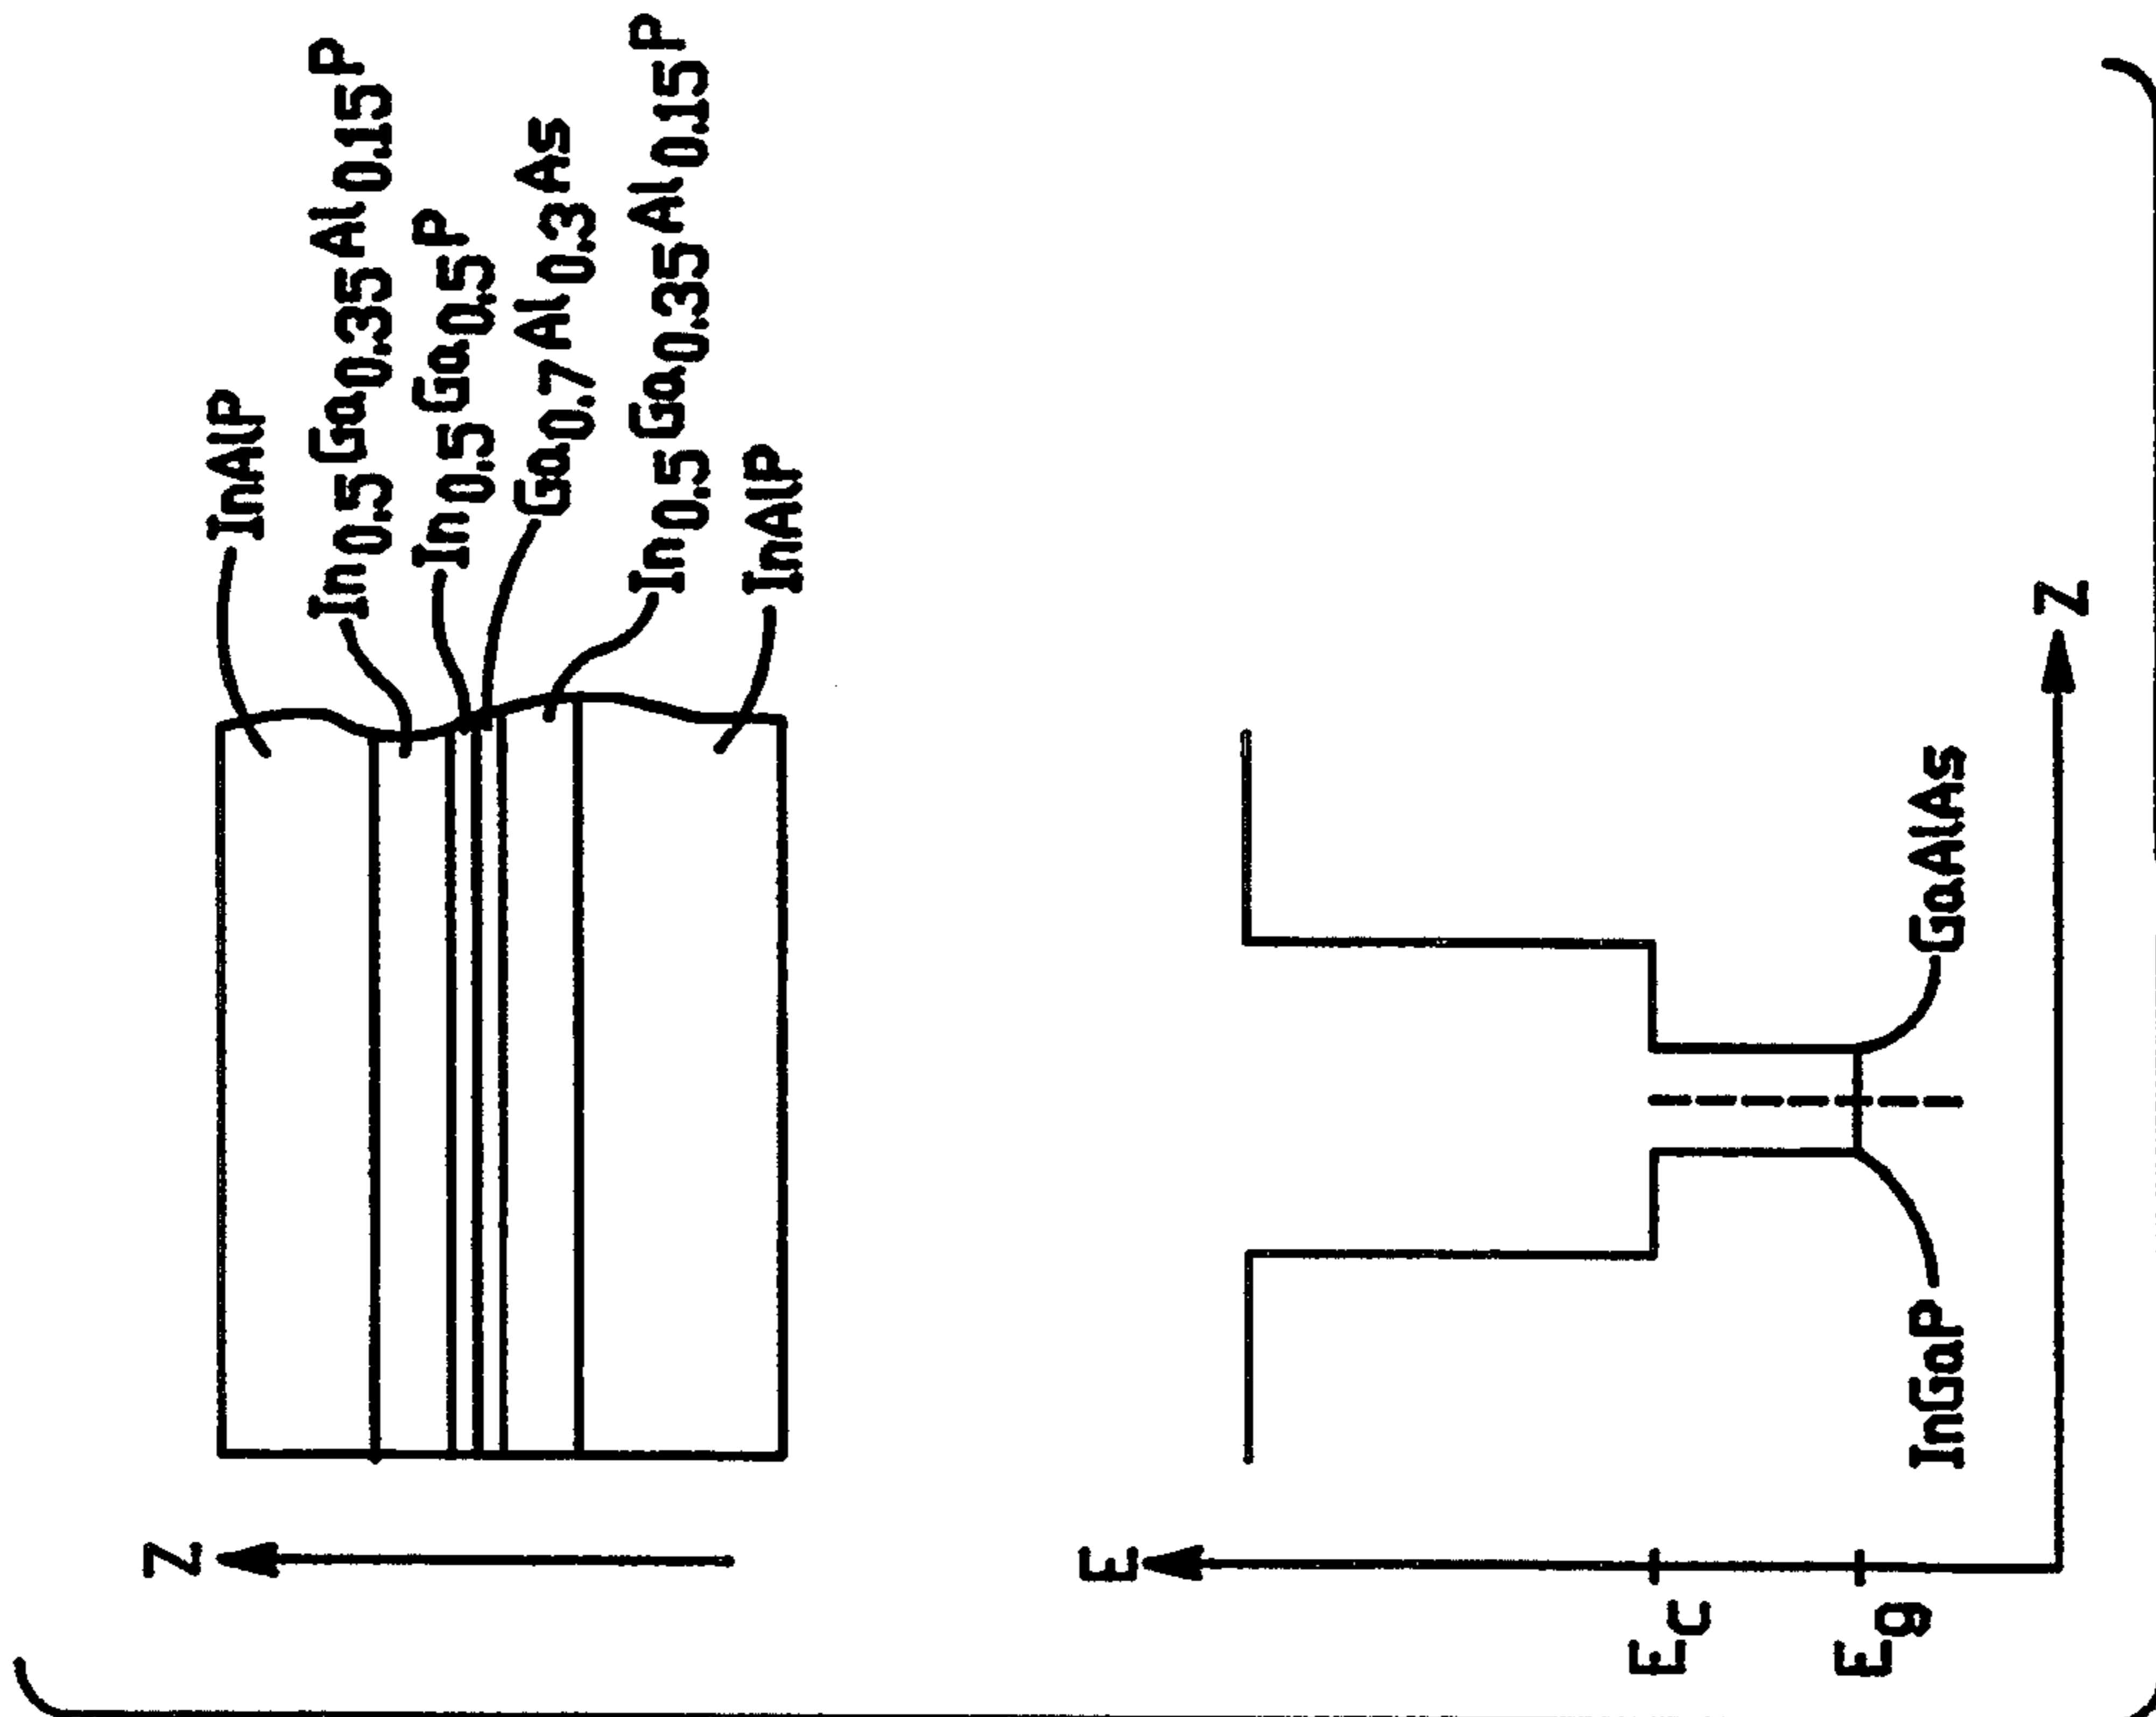 Z
InAlP
In0.5Ga0.35Al0.15P
In0.5Ga0.5P
Ga0.7Al0.3As
In0.5Ga0.35Al0.15P
InAlP
E
Ec
Eg
InGaP
GaAlAs
Z